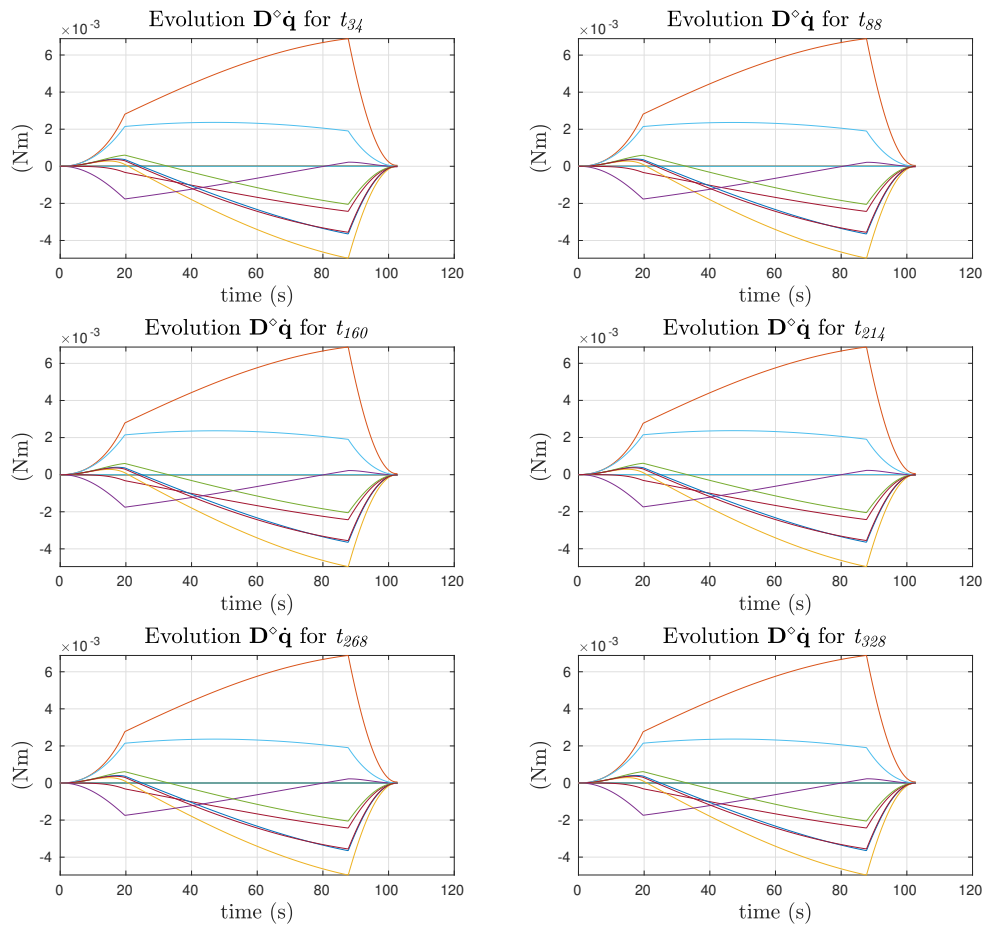 Evolution D⋄q̇ for t34
×10-3
(Nm)
6
4
2
0
-2
-4
0 20 40 60 80 100 120
time (s)
Evolution D⋄q̇ for t88
×10-3
(Nm)
6
4
2
0
-2
-4
0 20 40 60 80 100 120
time (s)
Evolution D⋄q̇ for t160
×10-3
(Nm)
6
4
2
0
-2
-4
0 20 40 60 80 100 120
time (s)
Evolution D⋄q̇ for t214
×10-3
(Nm)
6
4
2
0
-2
-4
0 20 40 60 80 100 120
time (s)
Evolution D⋄q̇ for t268
×10-3
(Nm)
6
4
2
0
-2
-4
0 20 40 60 80 100 120
time (s)
Evolution D⋄q̇ for t328
×10-3
(Nm)
6
4
2
0
-2
-4
0 20 40 60 80 100 120
time (s)